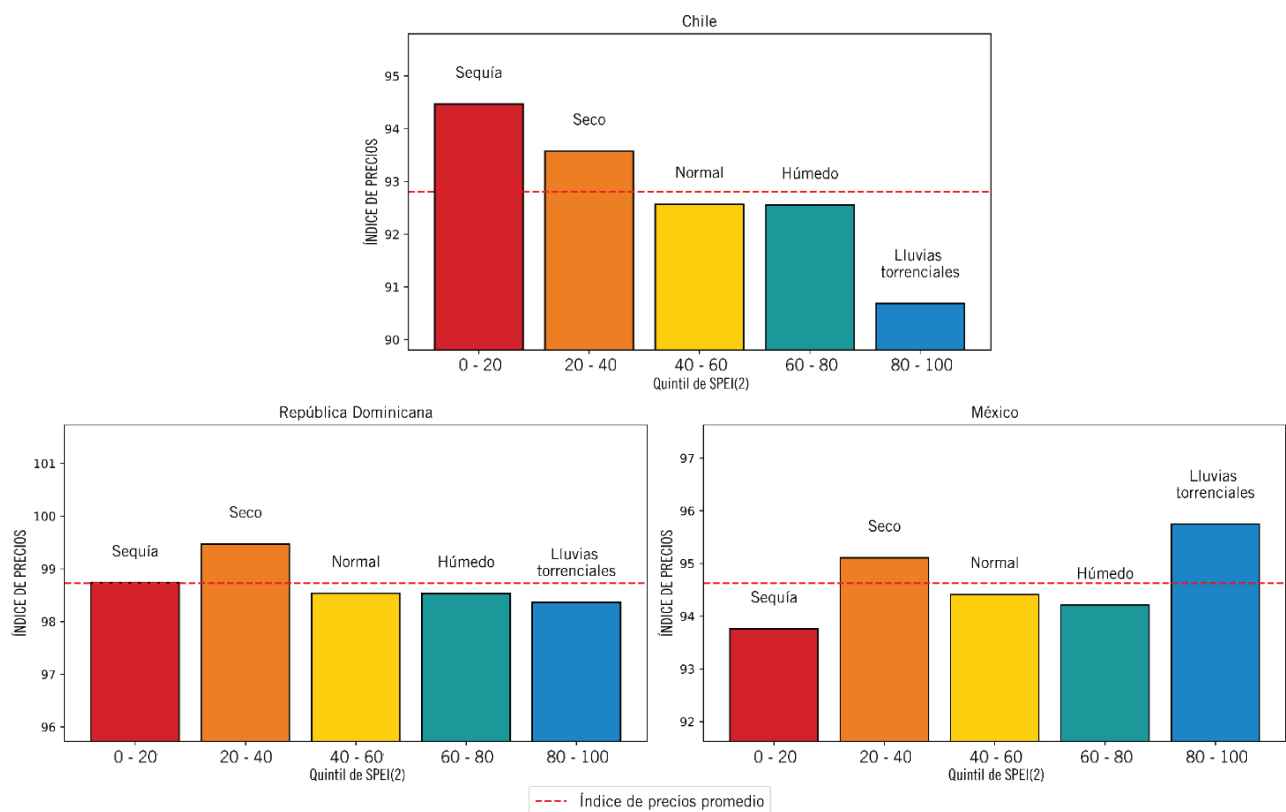 Chile
ÍNDICE DE PRECIOS
95
94
93
92
91
90
Sequía
Seco
Normal
Húmedo
Lluvias
torrenciales
0 - 20
20 - 40
40 - 60
60 - 80
80 - 100
Quintil de SPEI(2)
República Dominicana
ÍNDICE DE PRECIOS
101
100
99
98
97
96
Sequía
Seco
Normal
Húmedo
Lluvias
torrenciales
0 - 20
20 - 40
40 - 60
60 - 80
80 - 100
Quintil de SPEI(2)
México
ÍNDICE DE PRECIOS
97
96
95
94
93
92
Sequía
Seco
Normal
Húmedo
Lluvias
torrenciales
0 - 20
20 - 40
40 - 60
60 - 80
80 - 100
Quintil de SPEI(2)
Índice de precios promedio